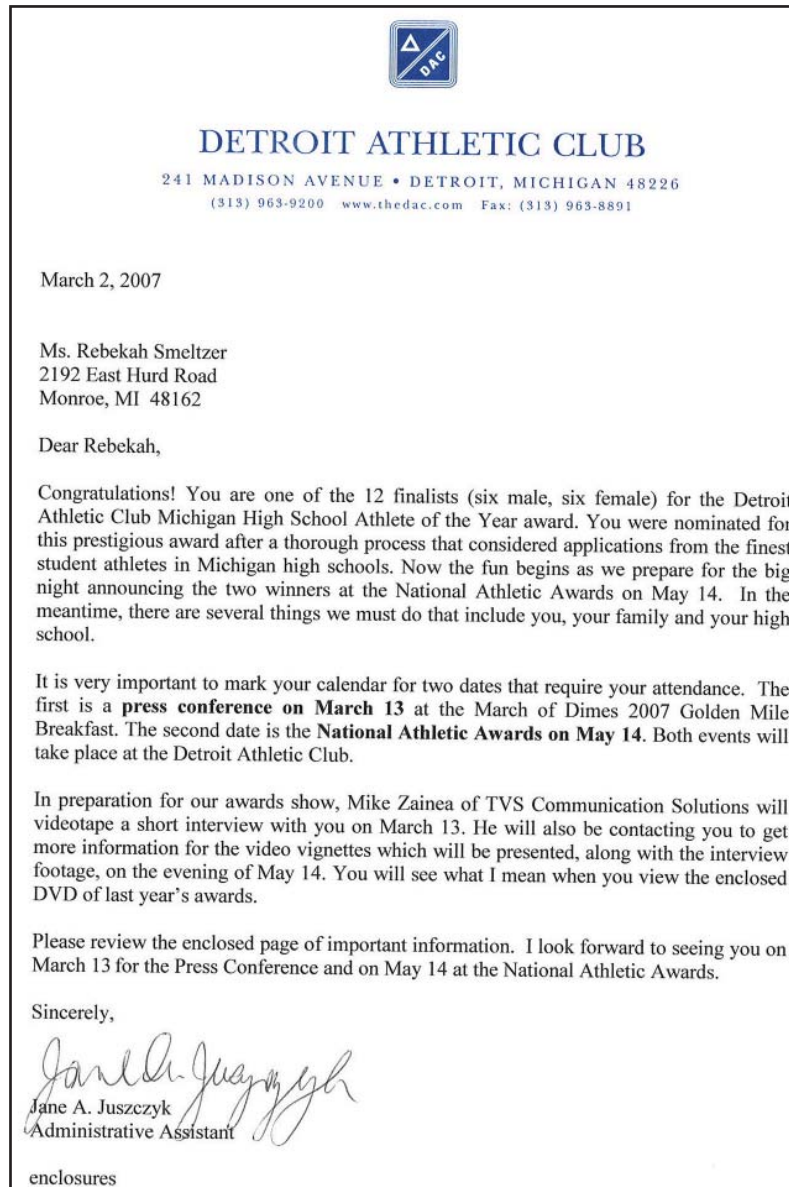 DAC
DETROIT ATHLETIC CLUB
241 MADISON AVENUE • DETROIT, MICHIGAN 48226
(313) 963-9200 www.thedac.com Fax: (313) 963-8891
March 2, 2007
Ms. Rebekah Smeltzer
2192 East Hurd Road
Monroe, MI 48162
Dear Rebekah,
Congratulations! You are one of the 12 finalists (six male, six female) for the Detroit
Athletic Club Michigan High School Athlete of the Year award. You were nominated for
this prestigious award after a thorough process that considered applications from the finest
student athletes in Michigan high schools. Now the fun begins as we prepare for the big
night announcing the two winners at the National Athletic Awards on May 14. In the
meantime, there are several things we must do that include you, your family and your high
school.
It is very important to mark your calendar for two dates that require your attendance. The
first is a press conference on March 13 at the March of Dimes 2007 Golden Mile
Breakfast. The second date is the National Athletic Awards on May 14. Both events will
take place at the Detroit Athletic Club.
In preparation for our awards show, Mike Zainea of TVS Communication Solutions will
videotape a short interview with you on March 13. He will also be contacting you to get
more information for the video vignettes which will be presented, along with the interview
footage, on the evening of May 14. You will see what I mean when you view the enclosed
DVD of last year's awards.
Please review the enclosed page of important information. I look forward to seeing you on
March 13 for the Press Conference and on May 14 at the National Athletic Awards.
Sincerely,
Jane A. Juszczyk
Jane A. Juszczyk
Administrative Assistant
enclosures